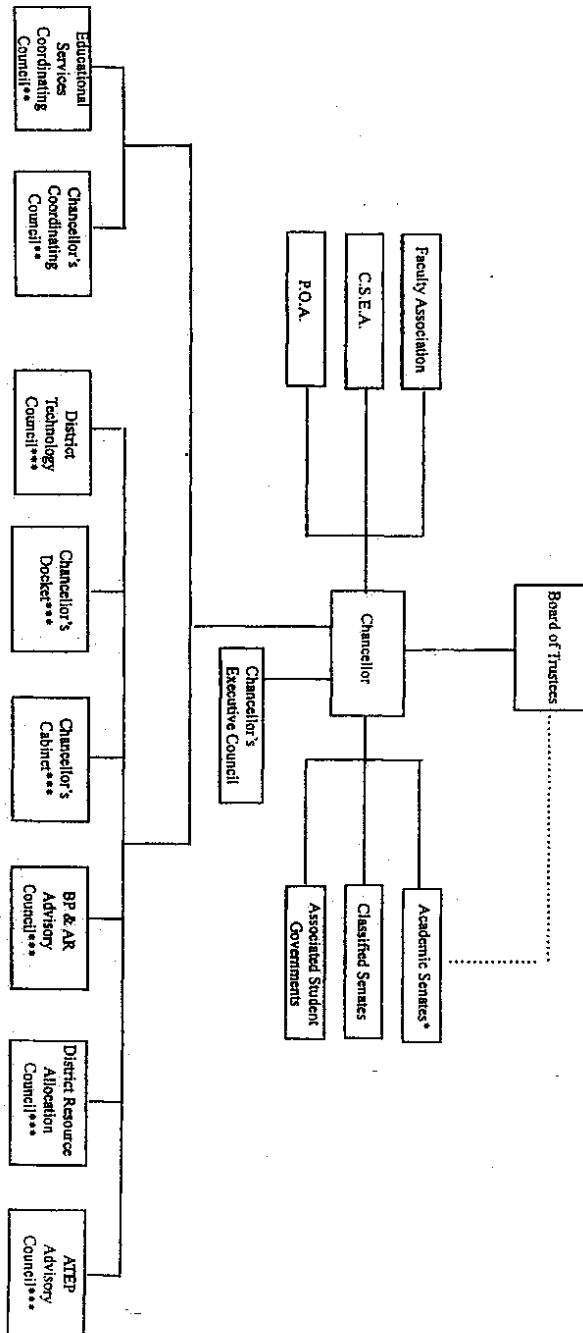 Board of Trustees
Faculty Association
C.S.E.A.
P.O.A.
Chancellor
Academic Senates*
Classified Senates
Associated Student
Governments
Chancellor's
Executive Council
Educational
Services
Coordinating
Council**
Chancellor's
Coordinating
Council**
District
Technology
Council***
Chancellor's
Docket***
Chancellor's
Cabinet***
BP & AR
Advisory
Council***
District Resource
Allocation
Council***
ATEP
Advisory
Council***